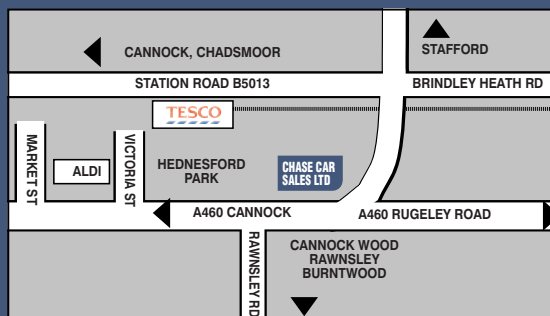 CANNOCK, CHADSMOOR
STAFFORD
STATION ROAD B5013
BRINDLEY HEATH RD
TESCO
MARKET ST
ALDI
VICTORIA ST
HEDNESFORD
PARK
CHASE CAR
SALES LTD
A460 CANNOCK
A460 RUGELEY ROAD
RAWNSLEY RD
CANNOCK WOOD
RAWNSLEY
BURNTWOOD